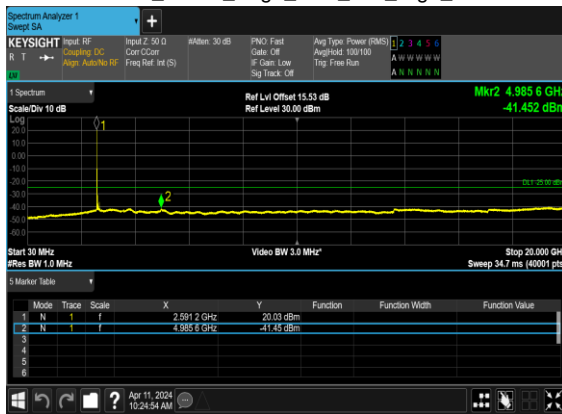 Spectrum Analyzer 1
Swept SA
+
KEYSIGHT Input: RF Input Z: 50 Ω #Atten: 30 dB PNO: Fast Avg Type: Power (RMS) 1 2 3 4 5 6
R T Coupling: DC Corr CCorr Gate: Off Avg|Hold: 100/100 A W W W W W
Align: Auto/No RF Freq Ref: Int (S) IF Gain: Low Trig: Free Run A N N N N N
Sig Track: Off
LXI
1 Spectrum Ref Lvl Offset 15.53 dB Mkr2 4.985 6 GHz
Scale/Div 10 dB Ref Level 30.00 dBm -41.452 dBm
Log
20.0
10.0
0.00
-10.0
-20.0
-30.0
-40.0
-50.0
-60.0
1
2
DL1 -25.00 dBm
Start 30 MHz Video BW 3.0 MHz* Stop 20.000 GH
#Res BW 1.0 MHz Sweep 34.7 ms (40001 pts
5 Marker Table
Mode Trace Scale X Y Function Function Width Function Value
1 N 1 f 2.591 2 GHz 20.03 dBm
2 N 1 f 4.985 6 GHz -41.45 dBm
3
4
5
6
? Apr 11, 2024
10:24:54 AM